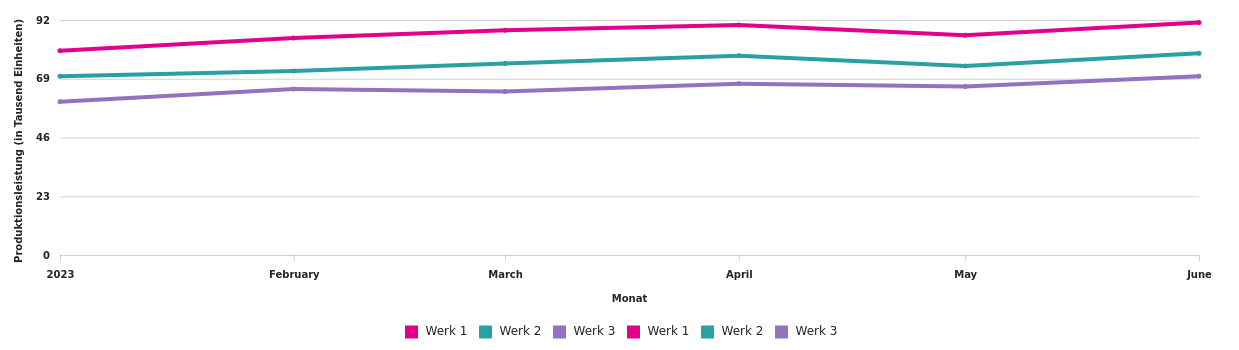 Produktionsleistung (in Tausend Einheiten)
92
69
46
23
0
2023 February March April May June
Monat
Werk 1 Werk 2 Werk 3 Werk 1 Werk 2 Werk 3